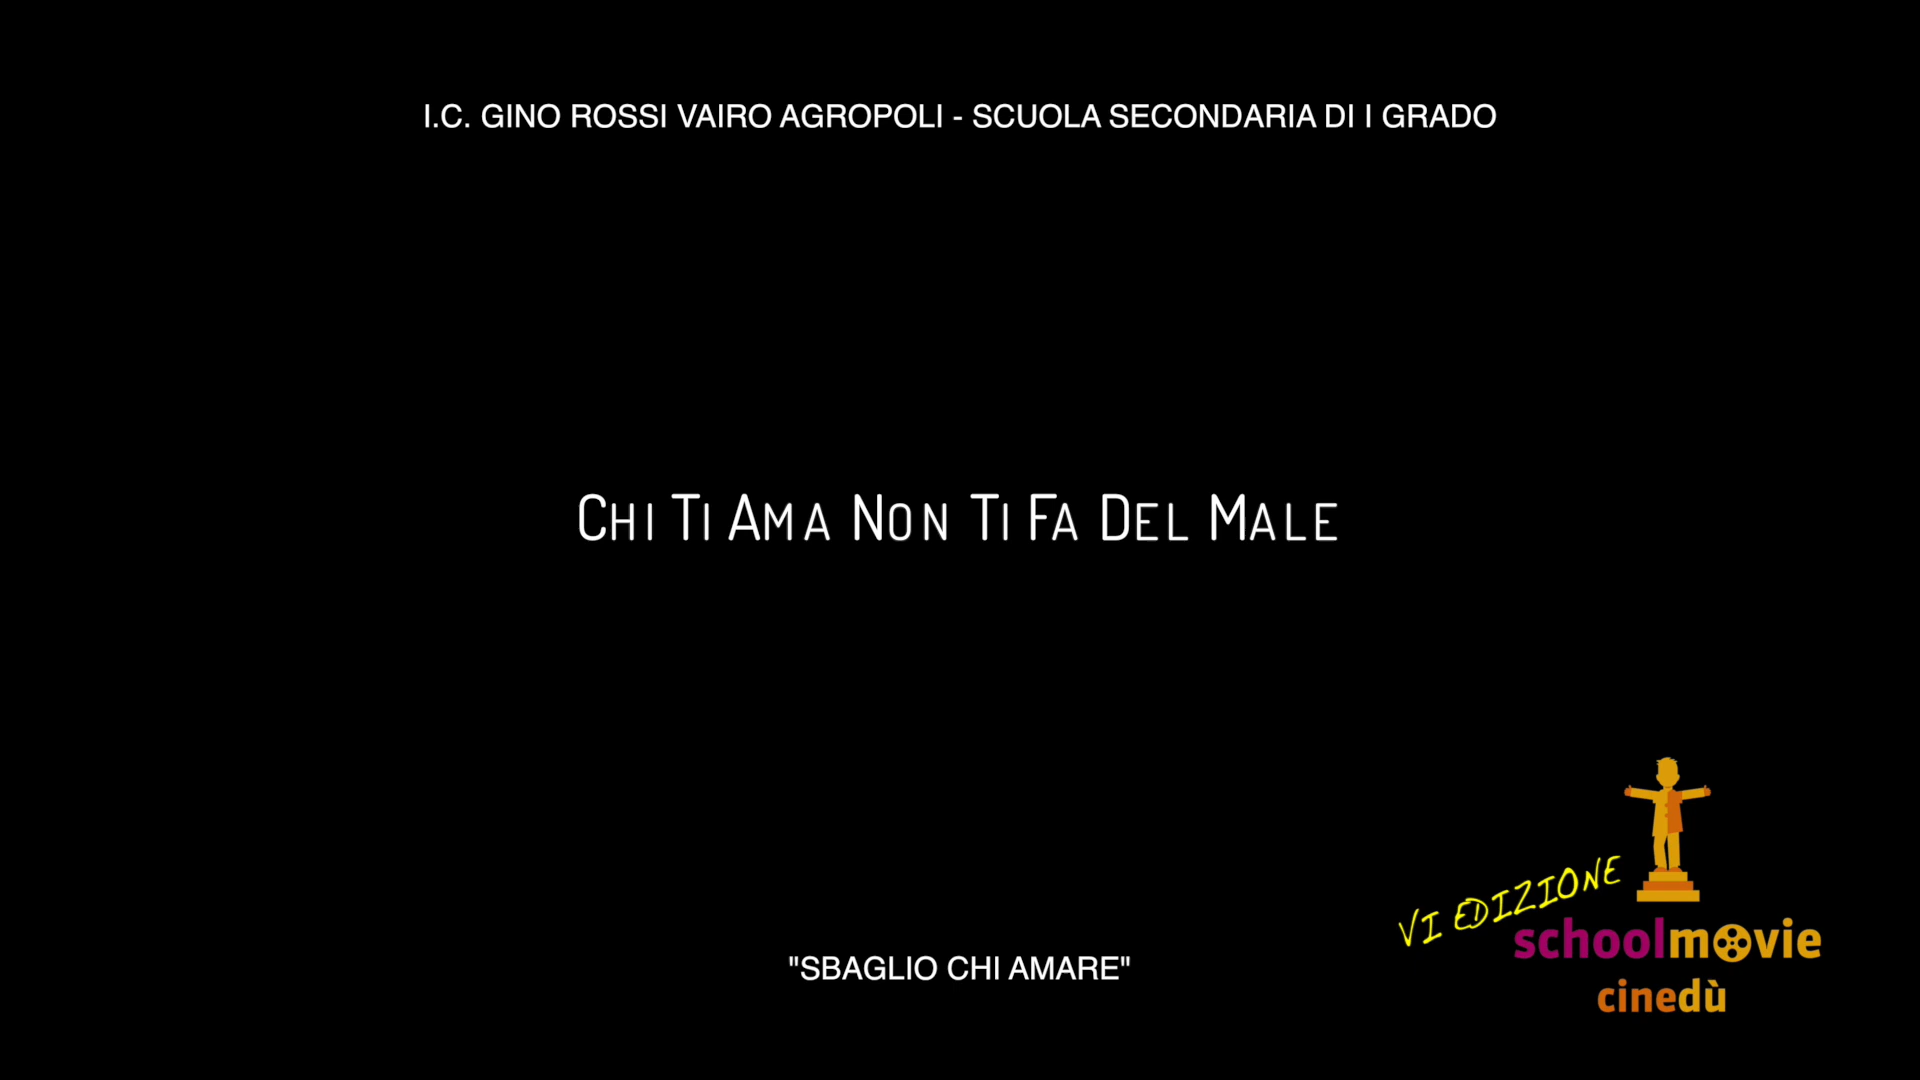 I.C. GINO ROSSI VAIRO AGROPOLI - SCUOLA SECONDARIA DI I GRADO
CHI TI AMA NON TI FA DEL MALE
VI EDIZIONE
schoolmovie
cinedù
"SBAGLIO CHI AMARE"